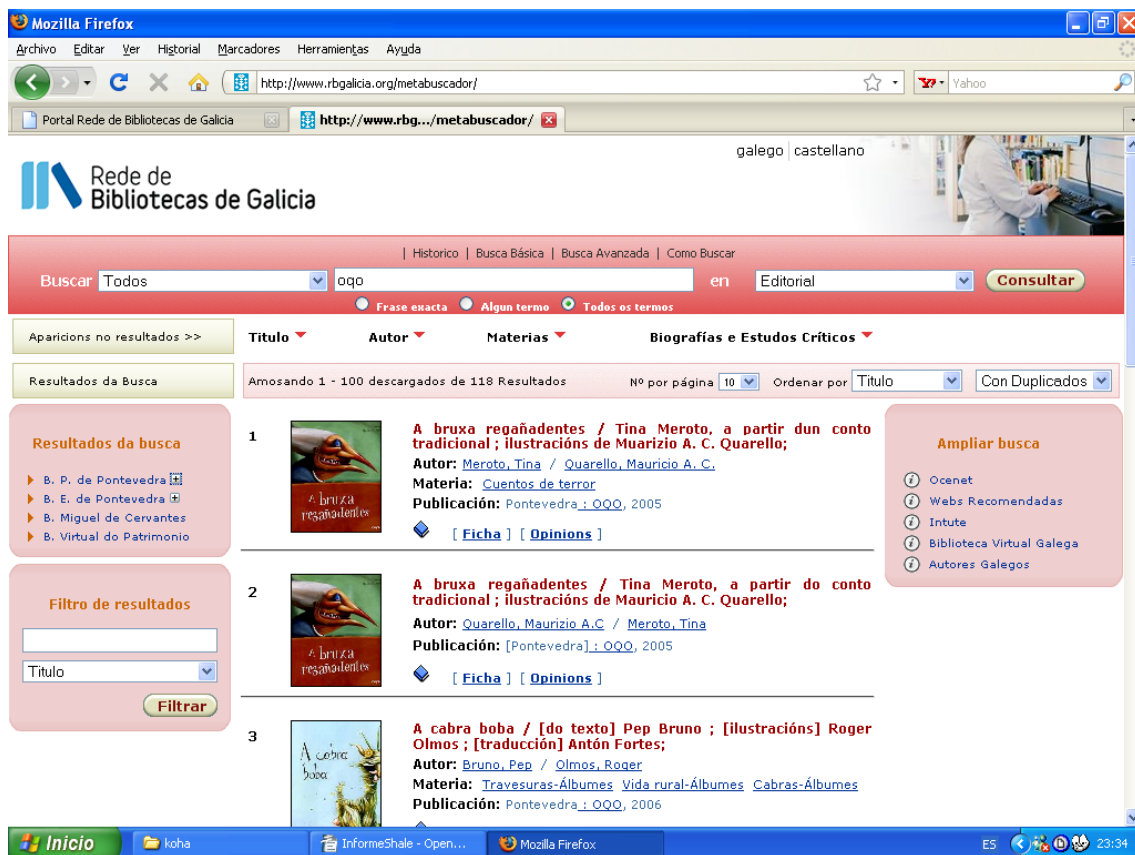 Mozilla Firefox
Archivo Editar Ver Historial Marcadores Herramientas Ayuda
http://www.rbgalicia.org/metabuscador/
Yahoo
Portal Rede de Bibliotecas de Galicia
http://www.rbg.../metabuscador/
galego castellano
Rede de
Bibliotecas de Galicia
| Historico | Busca Básica | Busca Avanzada | Como Buscar
Buscar Todos oqo en Editorial Consultar
Frase exacta Algun termo Todos os termos
Aparicions no resultados >>
Titulo Autor Materias Biografías e Estudos Críticos
Resultados da Busca
Amosando 1 - 100 descargados de 118 Resultados Nº por página 10 Ordenar por Titulo Con Duplicados
Resultados da busca
B. P. de Pontevedra
B. E. de Pontevedra
B. Miguel de Cervantes
B. Virtual do Patrimonio
Filtro de resultados
Titulo
Filtrar
1
A bruxa
regañadentes
A bruxa regañadentes / Tina Meroto, a partir dun conto
tradicional ; ilustracións de Muarizio A. C. Quarello;
Autor: Meroto, Tina / Quarello, Mauricio A. C.
Materia: Cuentos de terror
Publicación: Pontevedra : OQO, 2005
[ Ficha ] [ Opinions ]
2
A bruxa
regañadentes
A bruxa regañadentes / Tina Meroto, a partir do conto
tradicional ; ilustracións de Mauricio A. C. Quarello;
Autor: Quarello, Maurizio A.C / Meroto, Tina
Publicación: [Pontevedra] : OQO, 2005
[ Ficha ] [ Opinions ]
3
A cabra
boba
A cabra boba / [do texto] Pep Bruno ; [ilustracións] Roger
Olmos ; [traducción] Antón Fortes;
Autor: Bruno, Pep / Olmos, Roger
Materia: Travesuras-Álbumes Vida rural-Álbumes Cabras-Álbumes
Publicación: Pontevedra : OQO, 2006
Ampliar busca
Ocenet
Webs Recomendadas
Intute
Biblioteca Virtual Galega
Autores Galegos
Inicio
koha
InformeShale - Open...
Mozilla Firefox
ES
23:34